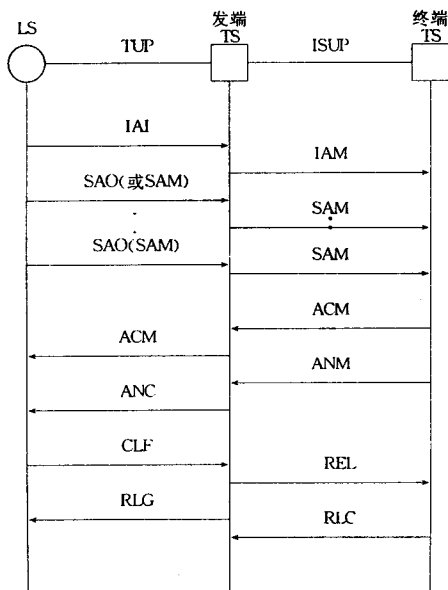 LS
发端
TS
终端
TS
TUP
ISUP
IAI
IAM
SAO(或SAM)
SAM
SAO(SAM)
SAM
ACM
ACM
ANM
ANC
CLF
REL
RLG
RLC